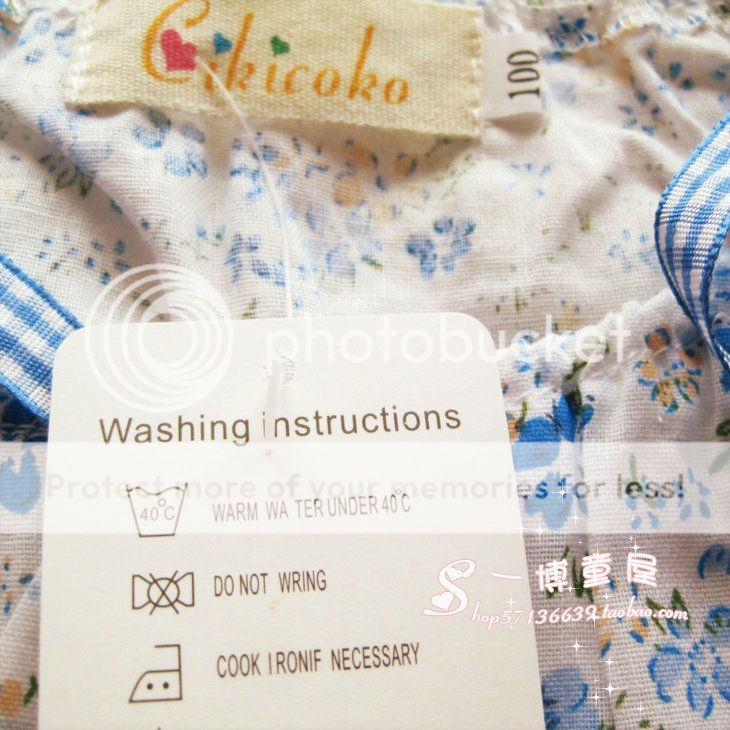 Cikicoko
100
photobucket
Washing instructions
Protect more of your memories for less!
40°C
WARM WA TER UNDER 40°C
DO NOT WRING
COOK I RONIF NECESSARY
S一博童屋
shop57136639.taobao.com